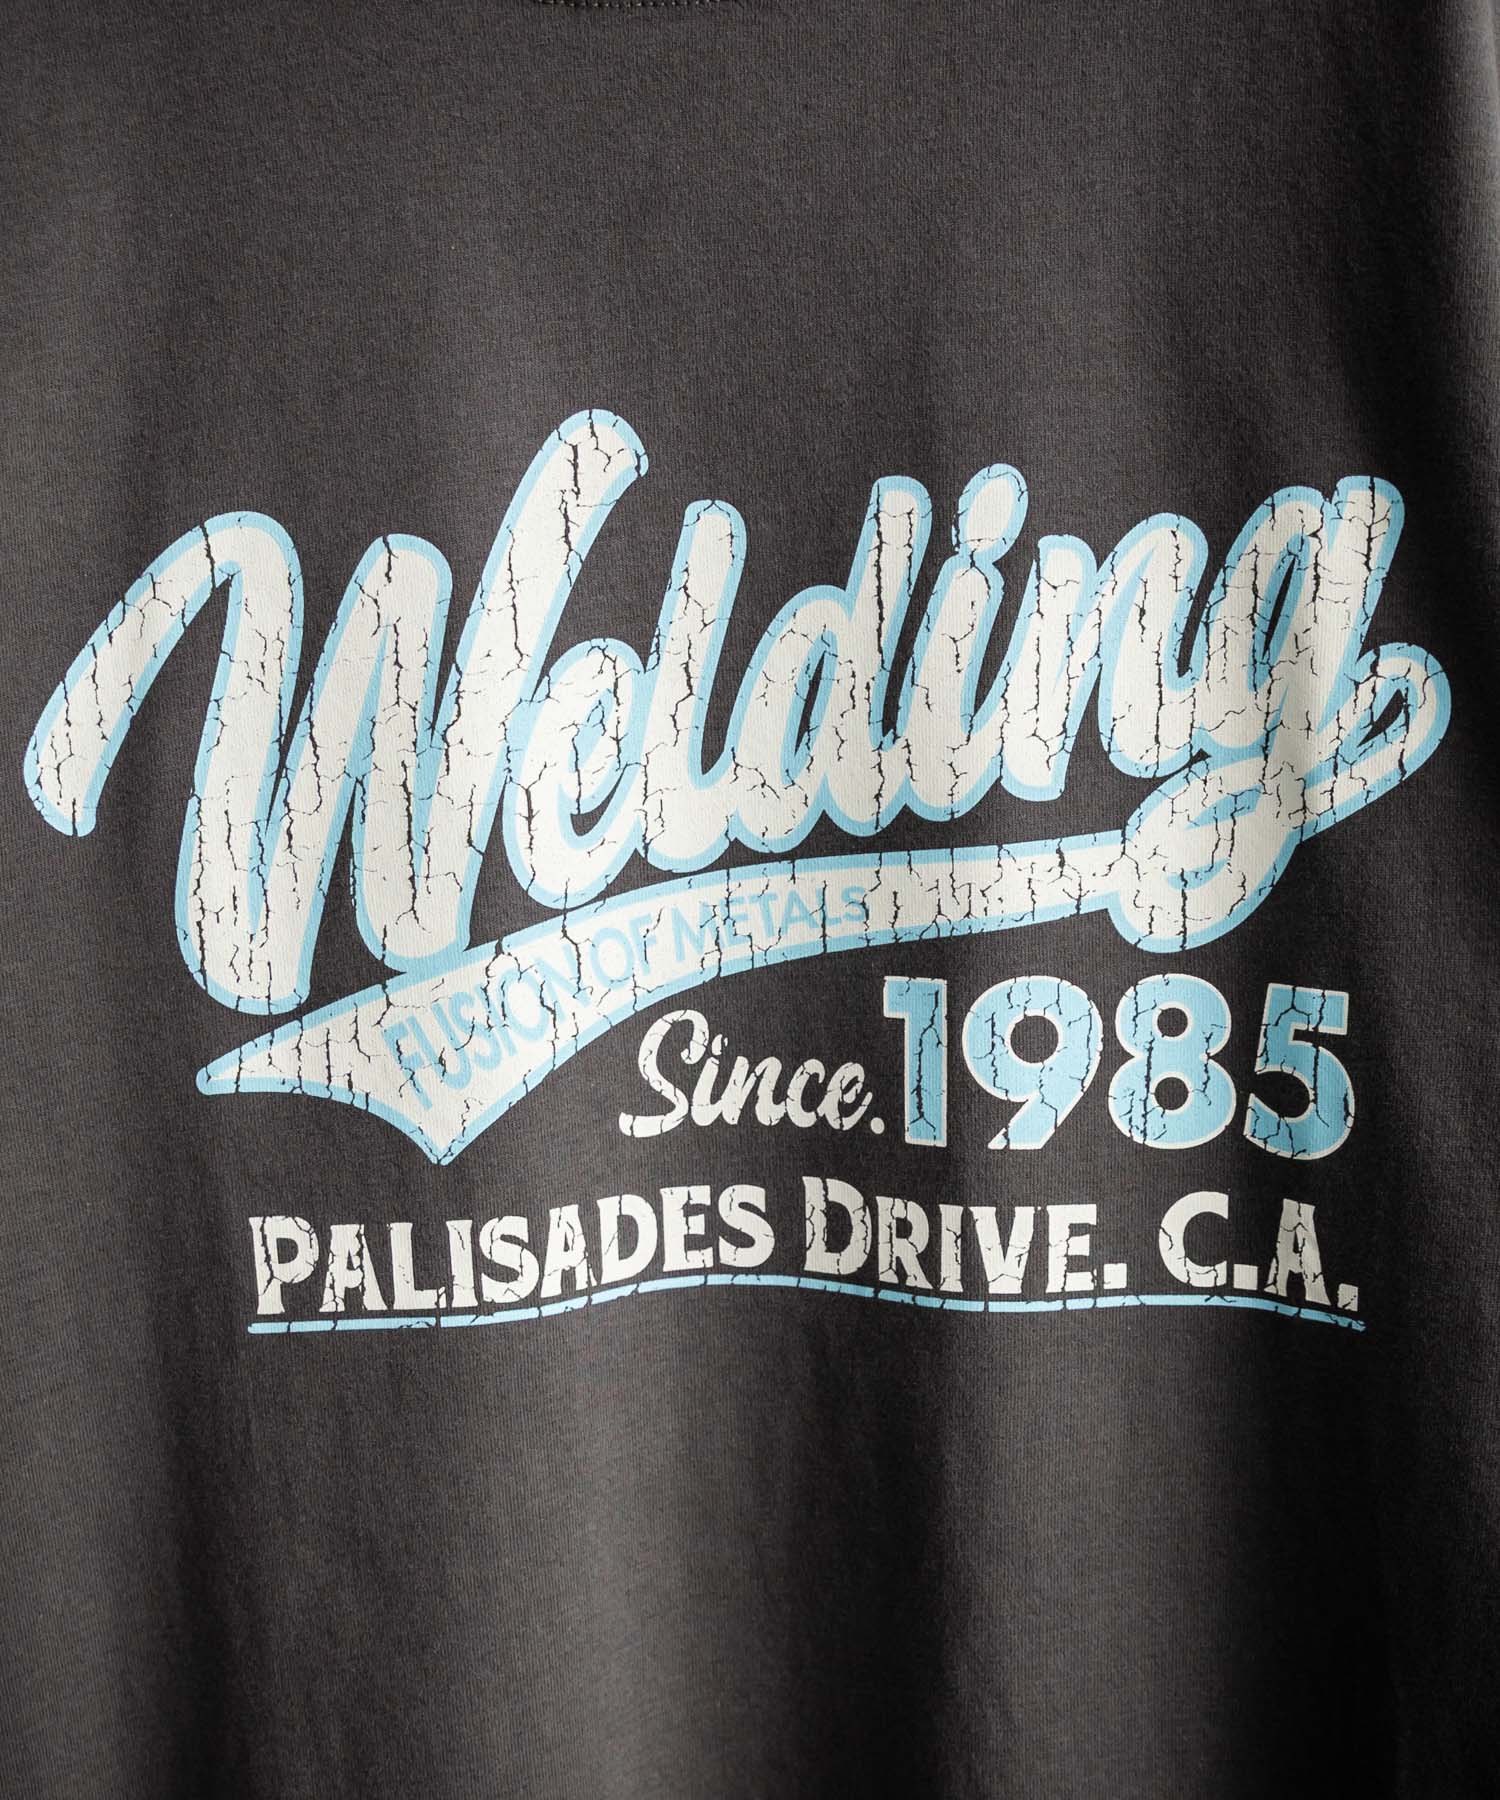 Welding
FUSION OF METALS
Since. 1985
PALISADES DRIVE. C.A.